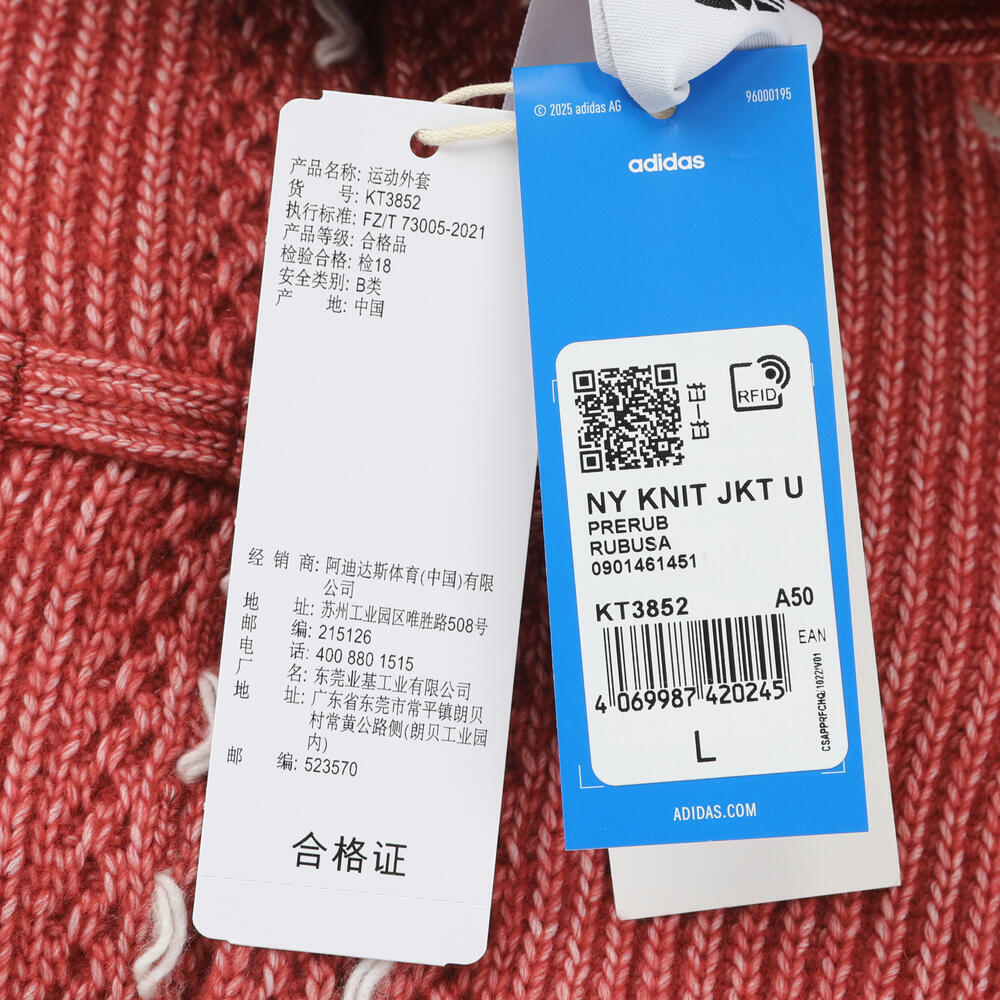 产品名称: 运动外套
货 号: KT3852
执行标准: FZ/T 73005-2021
产品等级: 合格品
检验合格: 检18
安全类别: B类
产 地: 中国
经 销 商: 阿迪达斯体育(中国)有限
公司
地 址: 苏州工业园区唯胜路508号
邮 编: 215126
电 话: 400 880 1515
厂 名: 东莞业基工业有限公司
地 址: 广东省东莞市常平镇朗贝
村常黄公路侧(朗贝工业园
内)
邮 编: 523570
合格证
© 2025 adidas AG
96000195
adidas
扫一扫
RFID
NY KNIT JKT U
PRERUB
RUBUSA
0901461451
KT3852 A50
EAN
4 069987 420245
CSAPPRFCHQ1022/V01
L
ADIDAS.COM